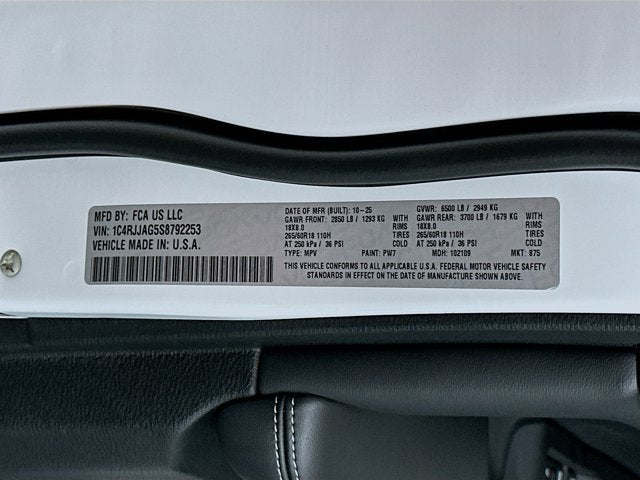 MFD BY: FCA US LLC
VIN: 1C4RJJAG5S8792253
VEHICLE MADE IN: U.S.A.
DATE OF MFR (BUILT): 10-25 GVWR: 6500 LB / 2949 KG
GAWR FRONT: 2850 LB / 1293 KG WITH GAWR REAR: 3700 LB / 1679 KG WITH
18X8.0 RIMS 18X8.0 RIMS
265/60R18 110H TIRES 265/60R18 110H TIRES
AT 250 kPa / 36 PSI COLD AT 250 kPa / 36 PSI COLD
TYPE: MPV PAINT: PW7 MDH: 102109 MKT: 875
THIS VEHICLE CONFORMS TO ALL APPLICABLE U.S.A. FEDERAL MOTOR VEHICLE SAFETY
STANDARDS IN EFFECT ON THE DATE OF MANUFACTURE SHOWN ABOVE.